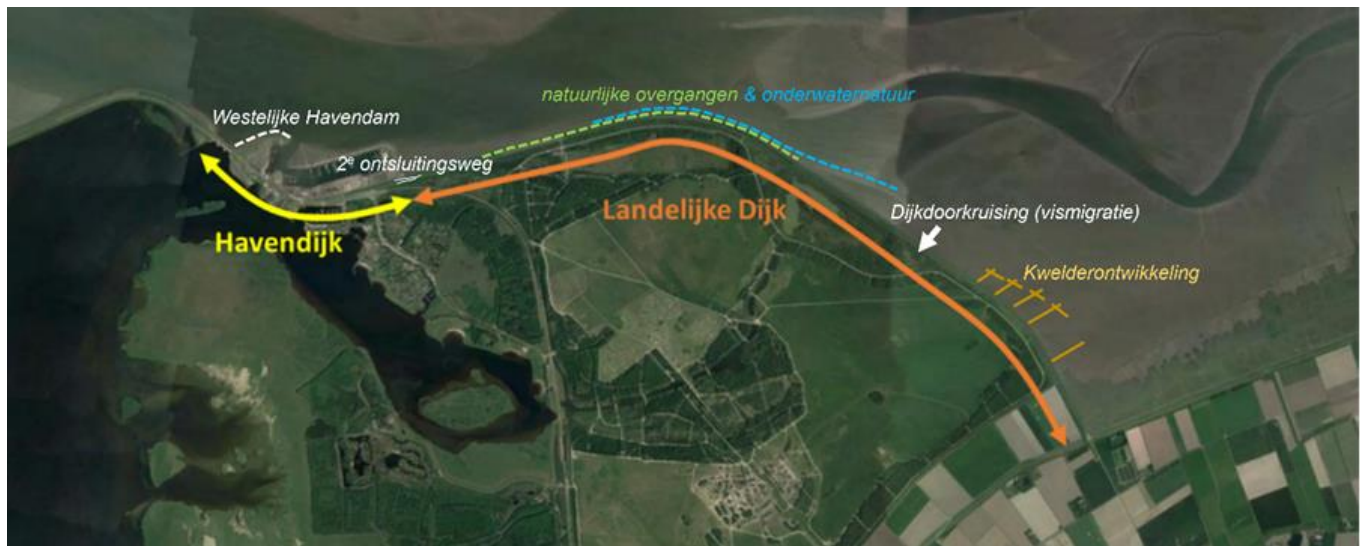 natuurlijke overgangen & onderwaternatuur
Westelijke Havendam
2e ontsluitingsweg
Landelijke Dijk
Dijkdoorkruising (vismigratie)
Havendijk
Kwelderontwikkeling